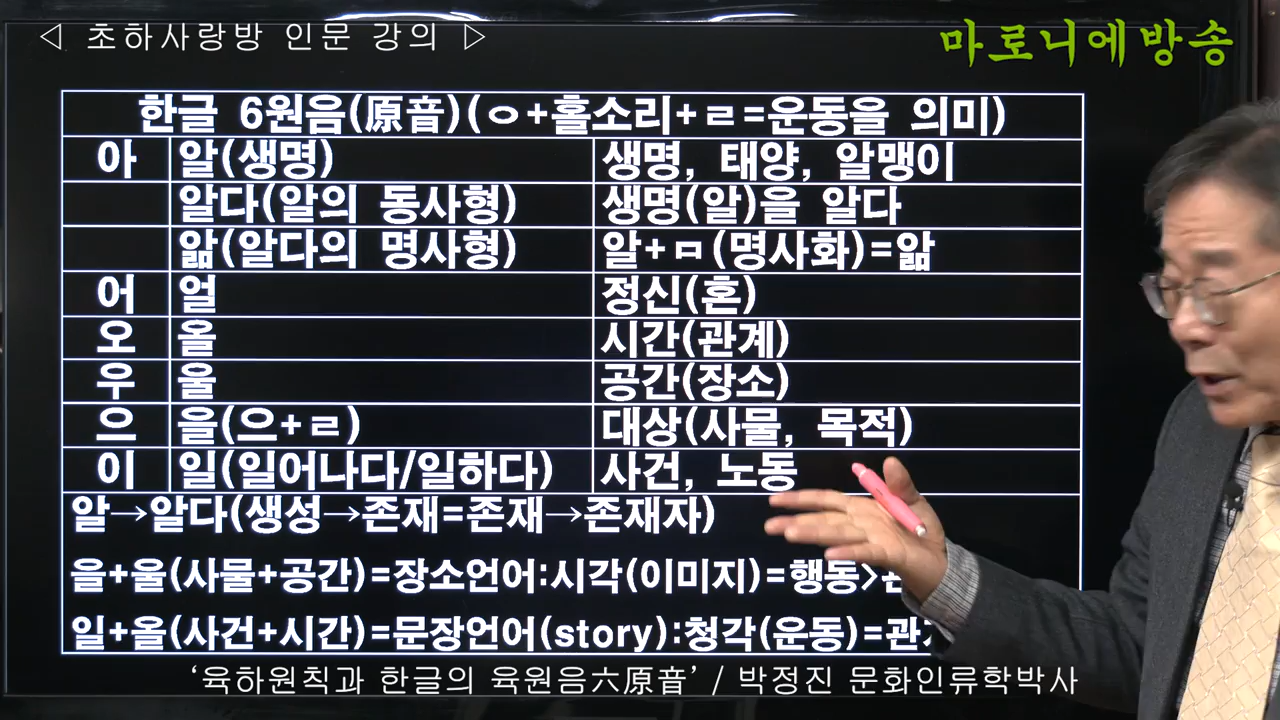 ◁ 초하사랑방 인문 강의 ▷
마로니에방송
한글 6원음(原音)(ㅇ+홀소리+ㄹ=운동을 의미)
아 알(생명) 생명, 태양, 알맹이
알다(알의 동사형) 생명(알)을 알다
앎(알다의 명사형) 알+ㅁ(명사화)=앎
어 얼 정신(혼)
오 올 시간(관계)
우 울 공간(장소)
으 을(으+ㄹ) 대상(사물, 목적)
이 일(일어나다/일하다) 사건, 노동
알→알다(생성→존재=존재→존재자)
을+울(사물+공간)=장소언어:시각(이미지)=행동>
일+올(사건+시간)=문장언어(story):청각(운동)=관
‘육하원칙과 한글의 육원음六原音’ / 박정진 문화인류학박사